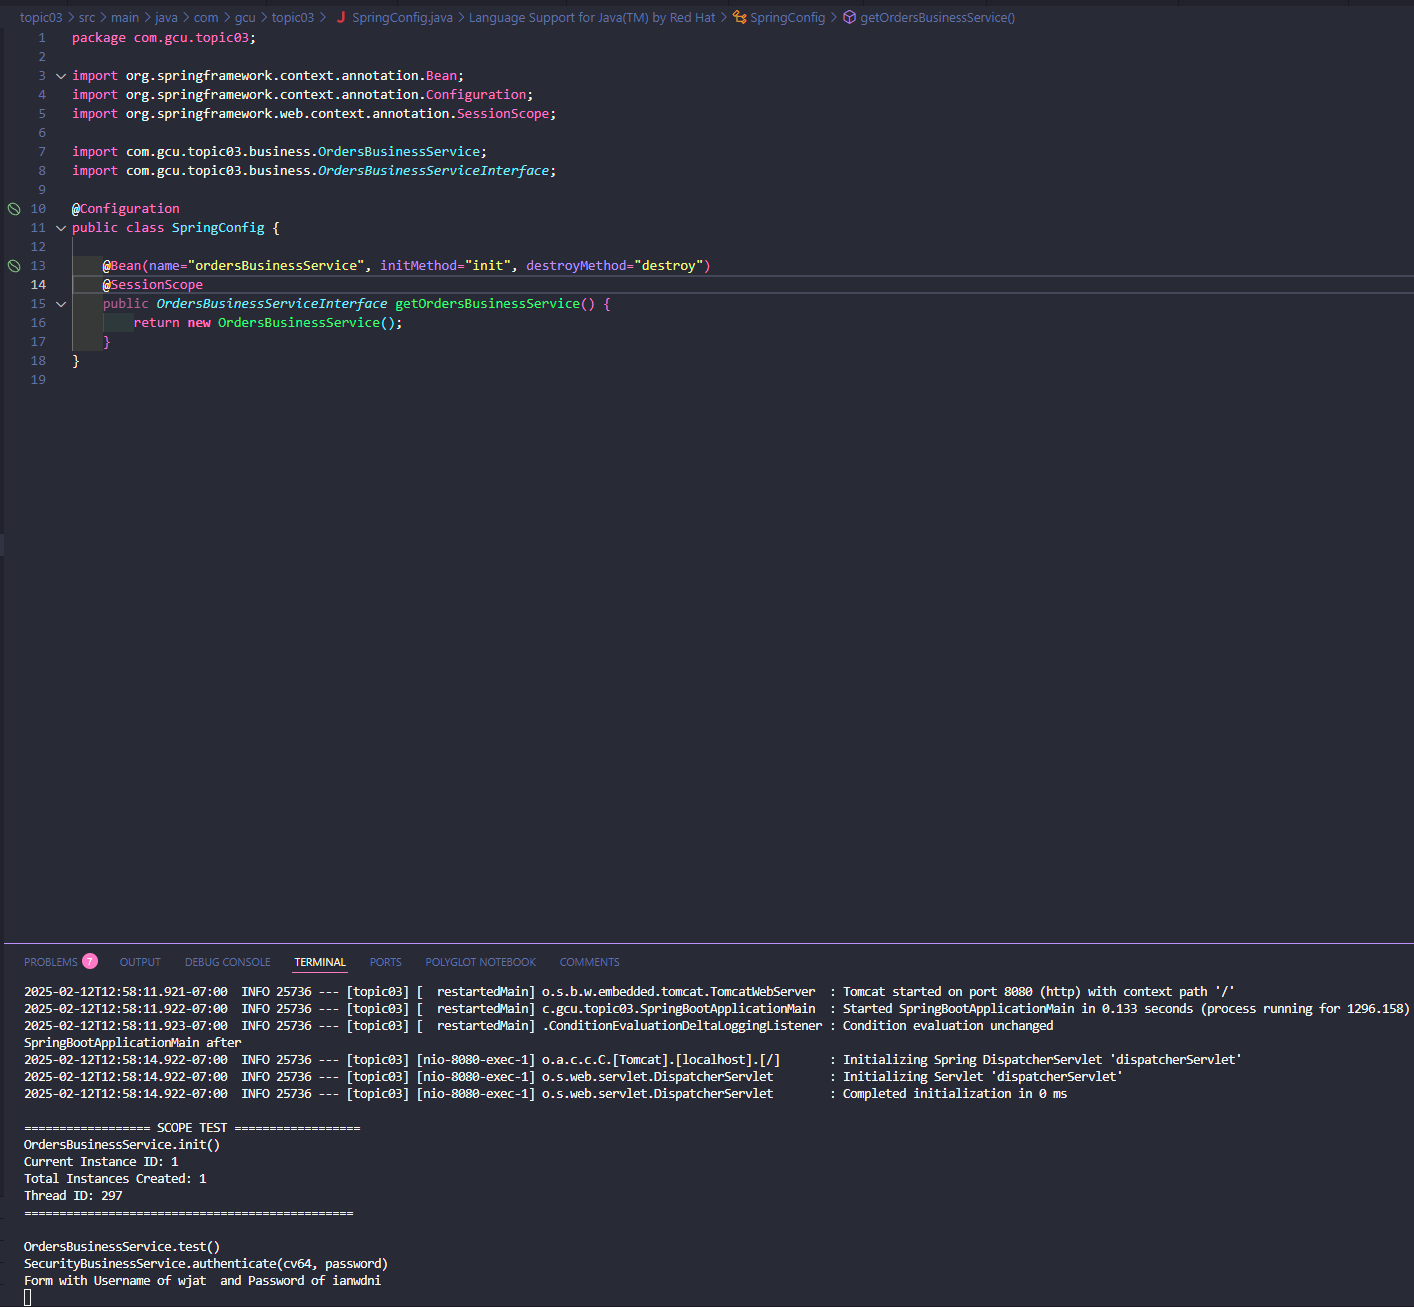 topic03 > src > main > java > com > gcu > topic03 > J SpringConfig.java > Language Support for Java(TM) by Red Hat > SpringConfig > getOrdersBusinessService()
1 package com.gcu.topic03;
2
3 import org.springframework.context.annotation.Bean;
4 import org.springframework.context.annotation.Configuration;
5 import org.springframework.web.context.annotation.SessionScope;
6
7 import com.gcu.topic03.business.OrdersBusinessService;
8 import com.gcu.topic03.business.OrdersBusinessServiceInterface;
9
10 @Configuration
11 public class SpringConfig {
12
13     @Bean(name="ordersBusinessService", initMethod="init", destroyMethod="destroy")
14     @SessionScope
15     public OrdersBusinessServiceInterface getOrdersBusinessService() {
16         return new OrdersBusinessService();
17     }
18 }
19
PROBLEMS 7 OUTPUT DEBUG CONSOLE TERMINAL PORTS POLYGLOT NOTEBOOK COMMENTS
2025-02-12T12:58:11.921-07:00  INFO 25736 --- [topic03] [  restartedMain] o.s.b.w.embedded.tomcat.TomcatWebServer  : Tomcat started on port 8080 (http) with context path '/'
2025-02-12T12:58:11.922-07:00  INFO 25736 --- [topic03] [  restartedMain] c.gcu.topic03.SpringBootApplicationMain  : Started SpringBootApplicationMain in 0.133 seconds (process running for 1296.158)
2025-02-12T12:58:11.923-07:00  INFO 25736 --- [topic03] [  restartedMain] .ConditionEvaluationDeltaLoggingListener : Condition evaluation unchanged
SpringBootApplicationMain after
2025-02-12T12:58:14.922-07:00  INFO 25736 --- [topic03] [nio-8080-exec-1] o.a.c.c.C.[Tomcat].[localhost].[/]       : Initializing Spring DispatcherServlet 'dispatcherServlet'
2025-02-12T12:58:14.922-07:00  INFO 25736 --- [topic03] [nio-8080-exec-1] o.s.web.servlet.DispatcherServlet        : Initializing Servlet 'dispatcherServlet'
2025-02-12T12:58:14.922-07:00  INFO 25736 --- [topic03] [nio-8080-exec-1] o.s.web.servlet.DispatcherServlet        : Completed initialization in 0 ms
================== SCOPE TEST ==================
OrdersBusinessService.init()
Current Instance ID: 1
Total Instances Created: 1
Thread ID: 297
===============================================
OrdersBusinessService.test()
SecurityBusinessService.authenticate(cv64, password)
Form with Username of wjat  and Password of ianwdni